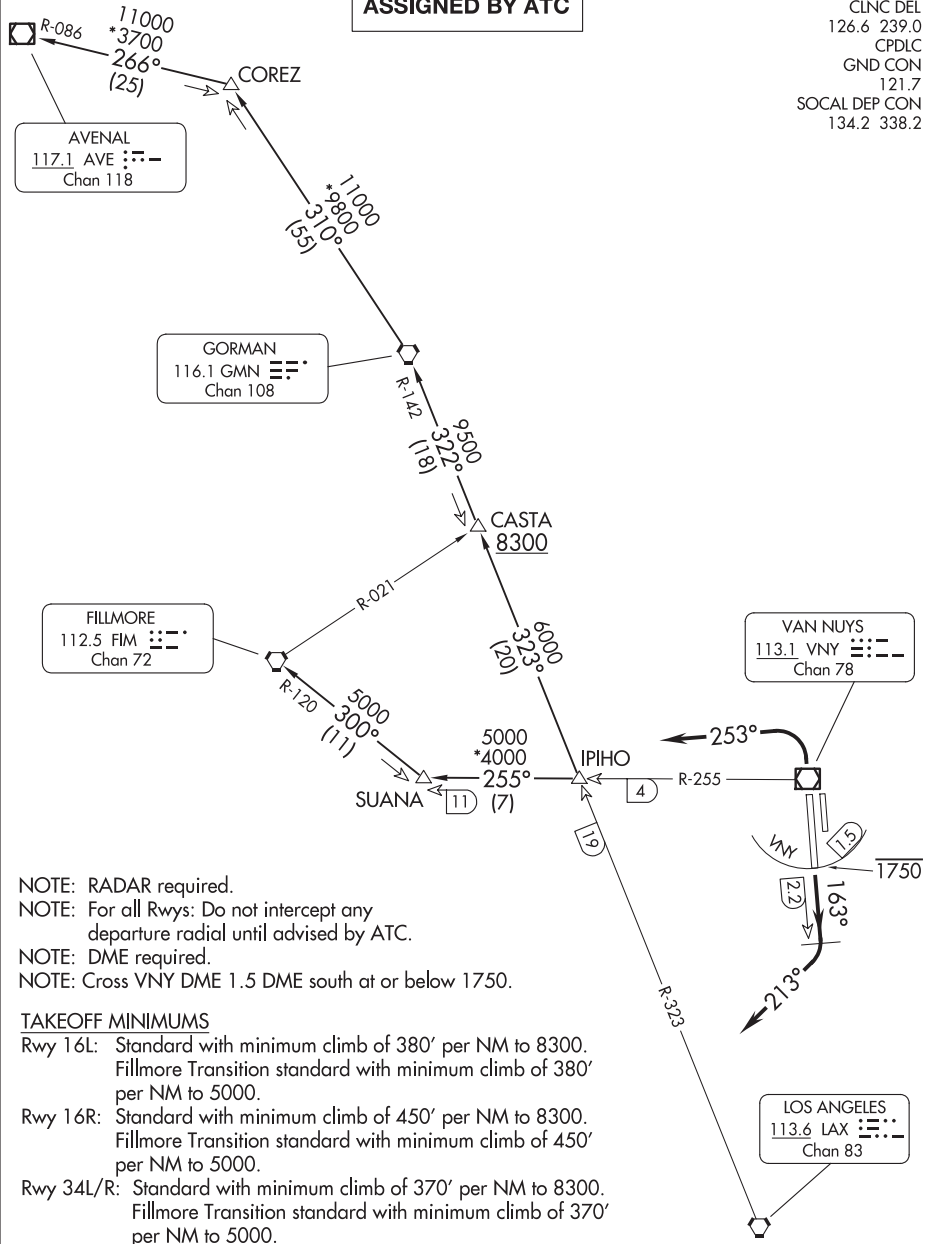 ASSIGNED BY ATC
CLNC DEL
126.6 239.0
CPDLC
GND CON
121.7
SOCAL DEP CON
134.2 338.2
R-086
11000
*3700
266°
(25)
COREZ
AVENAL
117.1 AVE
Chan 118
11000
*9800
310°
(55)
GORMAN
116.1 GMN
Chan 108
R-142
9500
322°
(18)
CASTA
8300
R-021
FILLMORE
112.5 FIM
Chan 72
6000
323°
(20)
VAN NUYS
113.1 VNY
Chan 78
R-120
5000
300°
(11)
253°
5000
*4000
255°
(7)
IPIHO
4
R-255
SUANA
11
19
VNY
1.5
1750
2.2
163°
213°
NOTE: RADAR required.
NOTE: For all Rwys: Do not intercept any
departure radial until advised by ATC.
NOTE: DME required.
NOTE: Cross VNY DME 1.5 DME south at or below 1750.
R-323
TAKEOFF MINIMUMS
Rwy 16L: Standard with minimum climb of 380' per NM to 8300.
Fillmore Transition standard with minimum climb of 380'
per NM to 5000.
Rwy 16R: Standard with minimum climb of 450' per NM to 8300.
Fillmore Transition standard with minimum climb of 450'
per NM to 5000.
Rwy 34L/R: Standard with minimum climb of 370' per NM to 8300.
Fillmore Transition standard with minimum climb of 370'
per NM to 5000.
LOS ANGELES
113.6 LAX
Chan 83